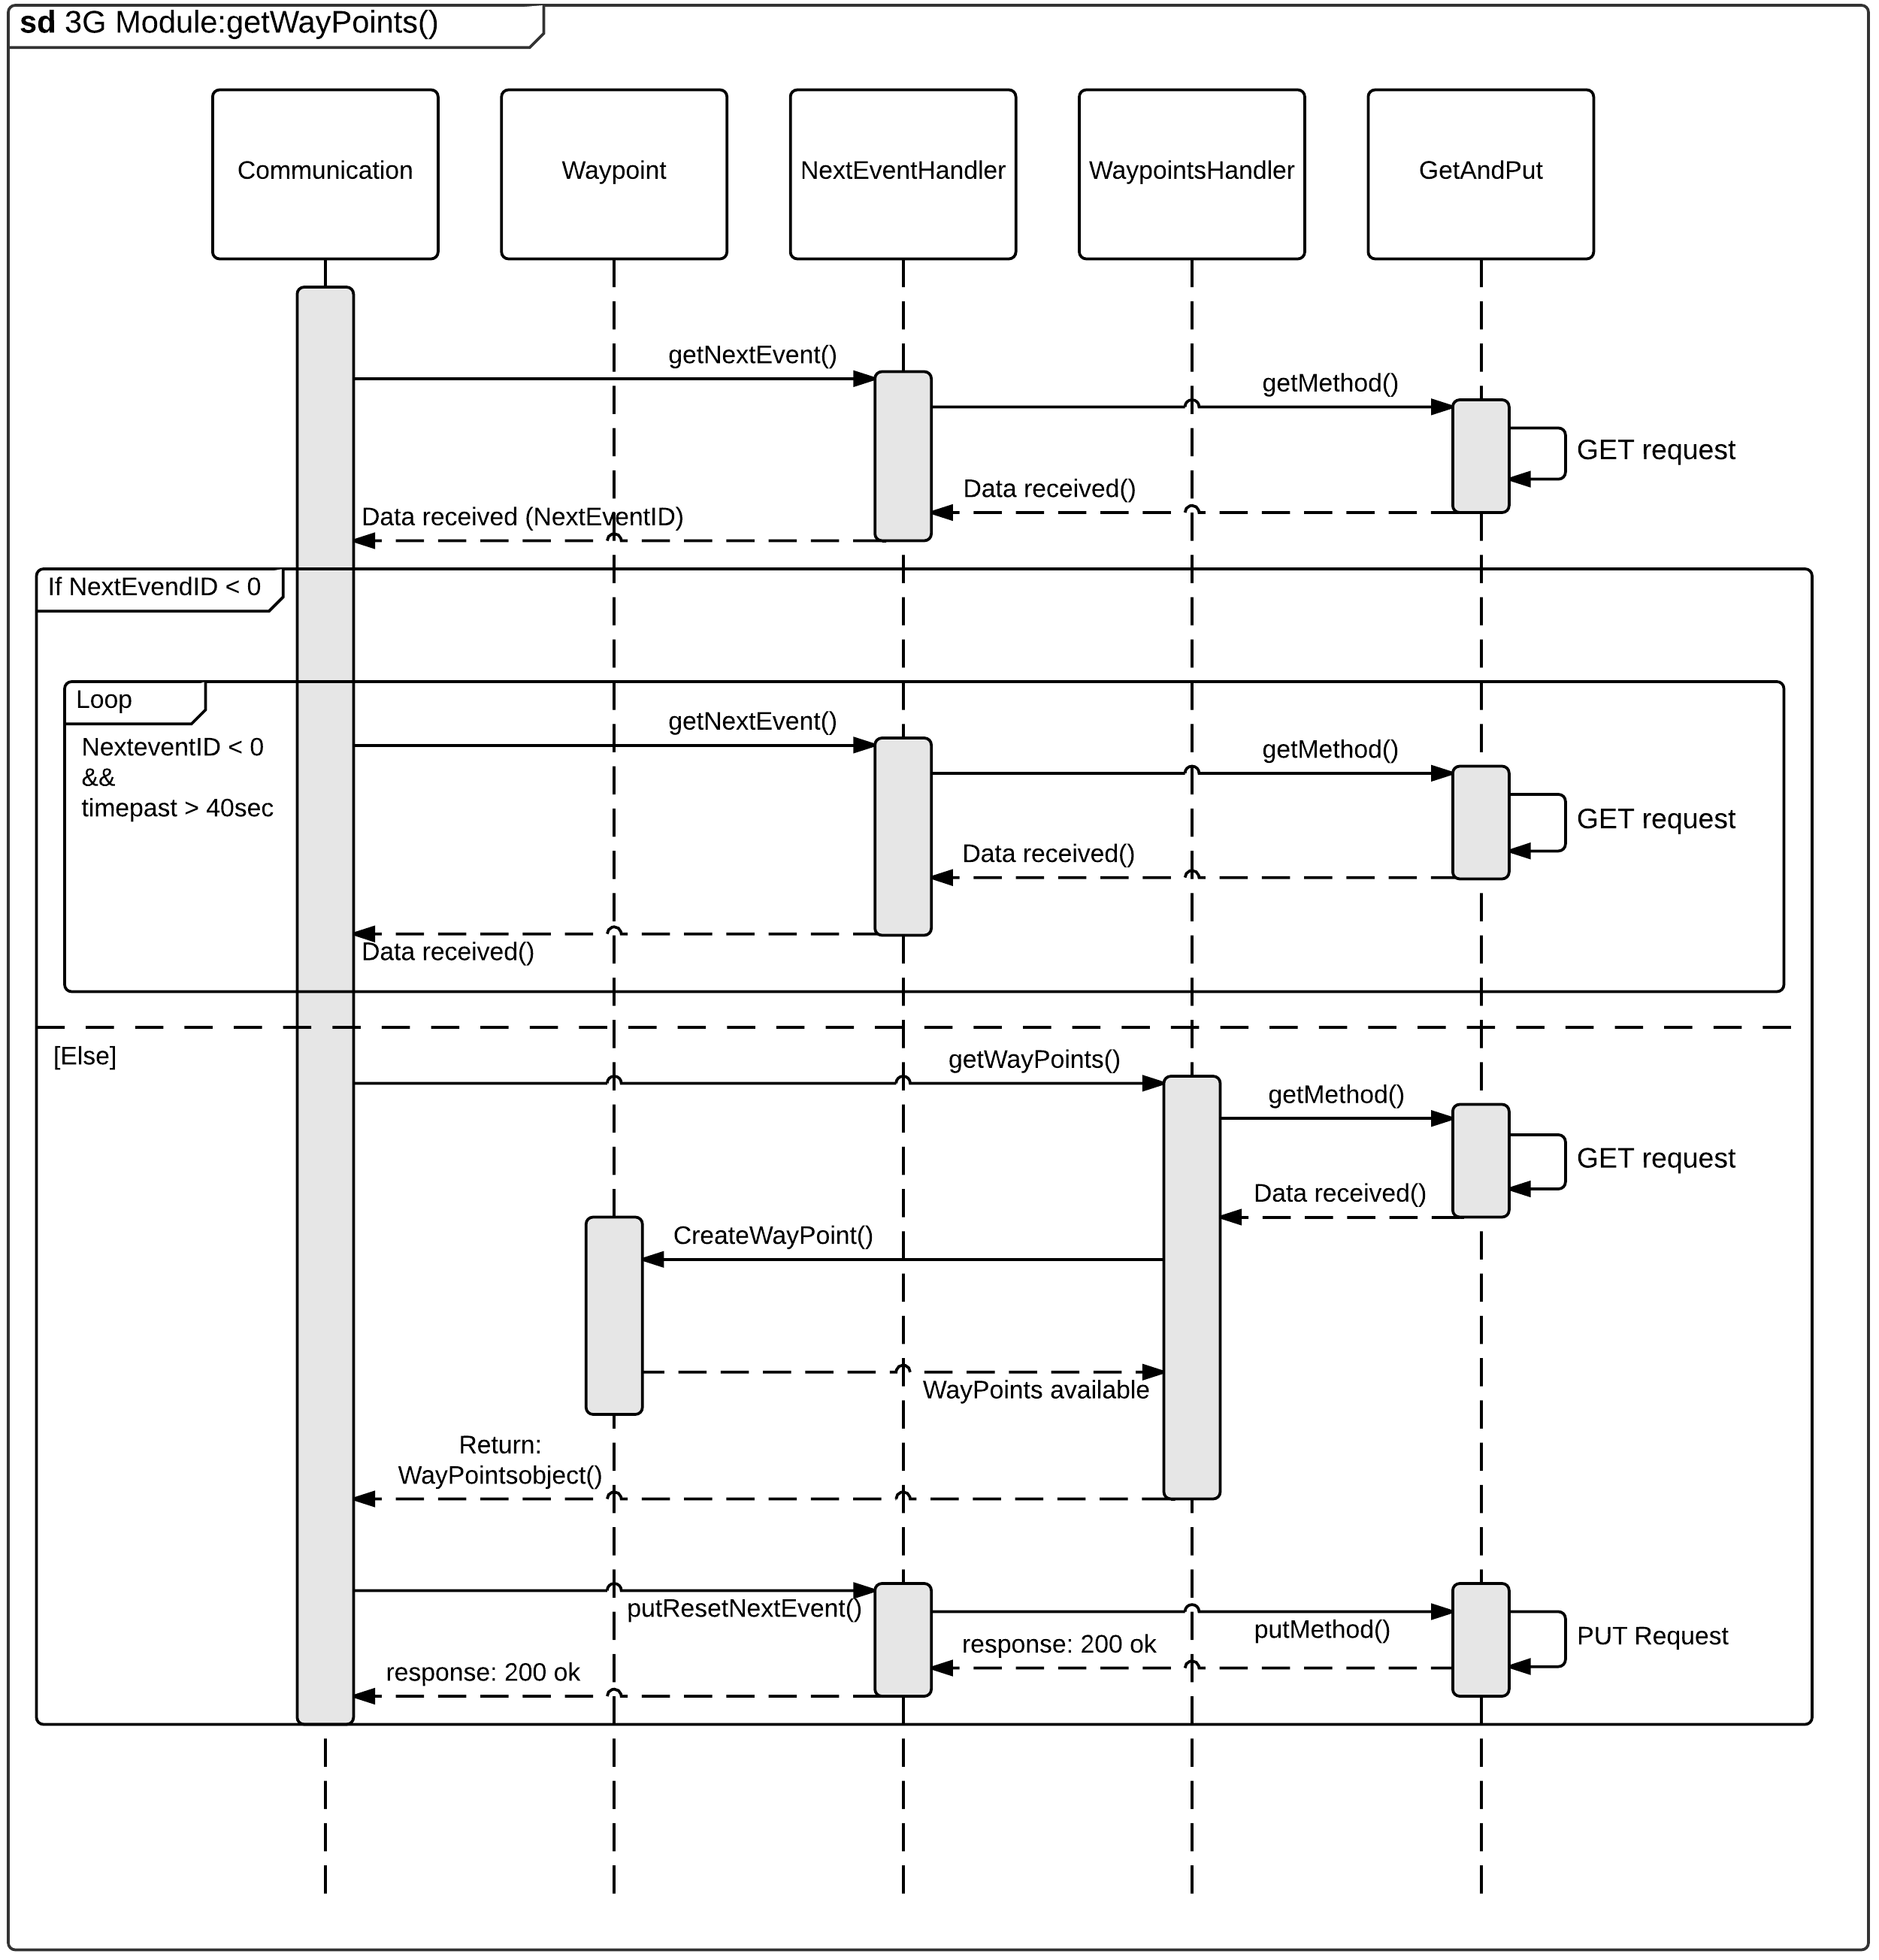 sd 3G Module:getWayPoints()
Communication
Waypoint
NextEventHandler
WaypointsHandler
GetAndPut
getNextEvent()
getMethod()
GET request
Data received()
Data received (NextEventID)
If NextEvendID < 0
Loop
NexteventID < 0
&&
timepast > 40sec
getNextEvent()
getMethod()
GET request
Data received()
Data received()
[Else]
getWayPoints()
getMethod()
GET request
Data received()
CreateWayPoint()
WayPoints available
Return:
WayPointsobject()
putResetNextEvent()
putMethod()
PUT Request
response: 200 ok
response: 200 ok